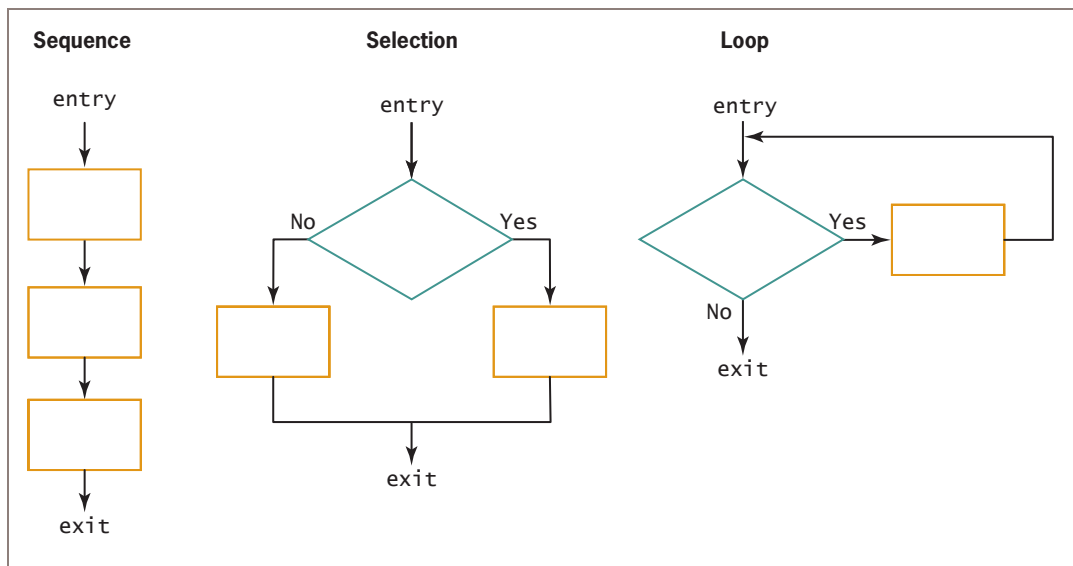 Sequence
entry
exit
Selection
entry
No
Yes
exit
Loop
entry
Yes
No
exit